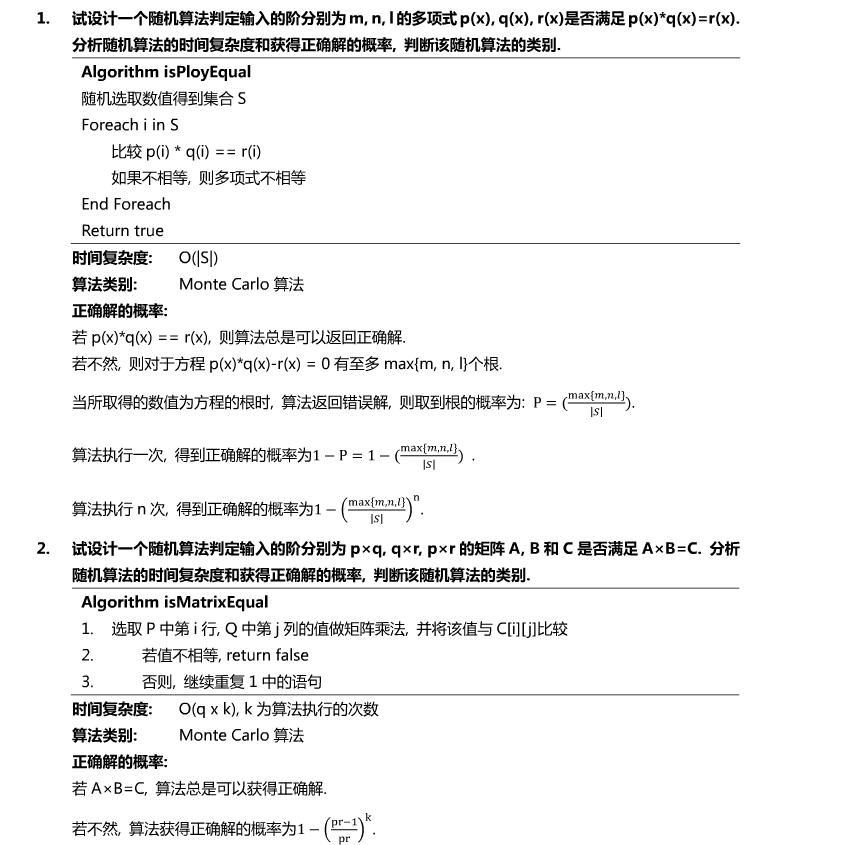 1. 试设计一个随机算法判定输入的阶分别为 m, n, l 的多项式 p(x), q(x), r(x)是否满足 p(x)*q(x)=r(x).
分析随机算法的时间复杂度和获得正确解的概率, 判断该随机算法的类别.
Algorithm isPloyEqual
随机选取数值得到集合 S
Foreach i in S
比较 p(i) * q(i) == r(i)
如果不相等, 则多项式不相等
End Foreach
Return true
时间复杂度: O(|S|)
算法类别: Monte Carlo 算法
正确解的概率:
若 p(x)*q(x) == r(x), 则算法总是可以返回正确解.
若不然, 则对于方程 p(x)*q(x)-r(x) = 0 有至多 max{m, n, l}个根.
当所取得的数值为方程的根时, 算法返回错误解, 则取到根的概率为: P = (max{m,n,l}/|S|).
算法执行一次, 得到正确解的概率为1 − P = 1 − (max{m,n,l}/|S|) .
算法执行 n 次, 得到正确解的概率为1 − (max{m,n,l}/|S|)^n.
2. 试设计一个随机算法判定输入的阶分别为 p×q, q×r, p×r 的矩阵 A, B 和 C 是否满足 A×B=C. 分析
随机算法的时间复杂度和获得正确解的概率, 判断该随机算法的类别.
Algorithm isMatrixEqual
1. 选取 P 中第 i 行, Q 中第 j 列的值做矩阵乘法, 并将该值与 C[i][j]比较
2. 若值不相等, return false
3. 否则, 继续重复 1 中的语句
时间复杂度: O(q x k), k 为算法执行的次数
算法类别: Monte Carlo 算法
正确解的概率:
若 A×B=C, 算法总是可以获得正确解.
若不然, 算法获得正确解的概率为1 − (pr−1/pr)^k.